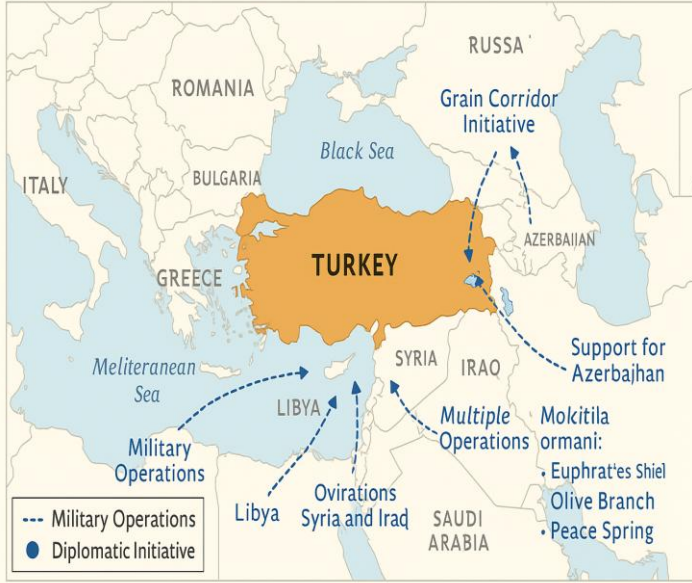 RUSSA
ROMANIA
Grain Corridor
Initiative
Black Sea
ITALY
BULGARIA
AZERBAIJAN
TURKEY
GREECE
Meliteranean
Sea
SYRIA
IRAO
Support for
Azerbajhan
LIBYA
Military
Operations
Multiple
Operations
Mokitila
ormani:
• Euphrat'es Shiel
Olive Branch
• Peace Spring
Libya
Ovirations
Syria and Iraq
SAUDI
ARABIA
Military Operations
Diplomatic Initiative